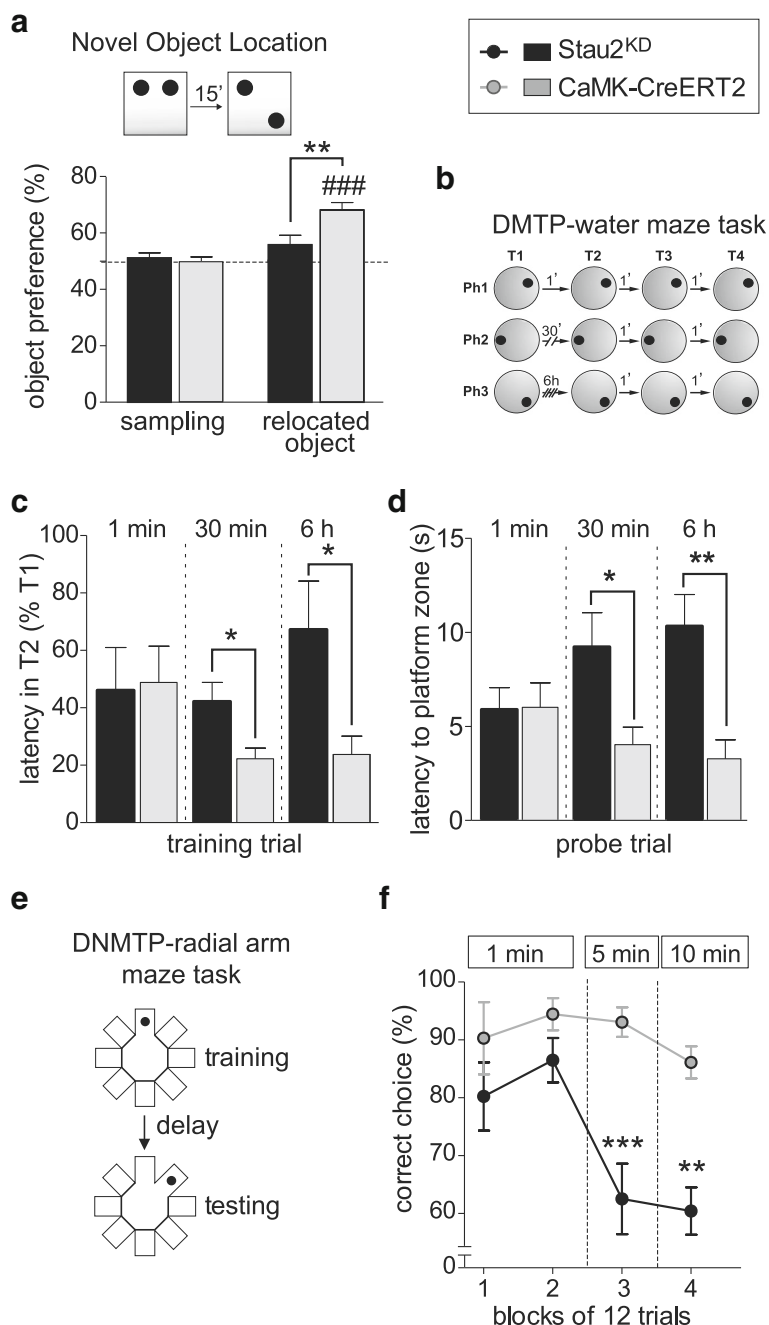 a
Novel Object Location
15'
Stau2KD
CaMK-CreERT2
**
###
object preference (%)
80
60
40
20
0
sampling
relocated
object
b
DMTP-water maze task
T1 T2 T3 T4
Ph1 1' 1' 1'
Ph2 30' 1' 1'
Ph3 6h 1' 1'
c
latency in T2 (% T1)
100
80
60
40
20
0
1 min 30 min 6 h
*
*
training trial
d
latency to platform zone (s)
15
10
5
0
1 min 30 min 6 h
*
**
probe trial
e
DNMTP-radial arm
maze task
training
delay
testing
f
1 min 5 min 10 min
correct choice (%)
100
90
80
70
60
0
***
**
1 2 3 4
blocks of 12 trials